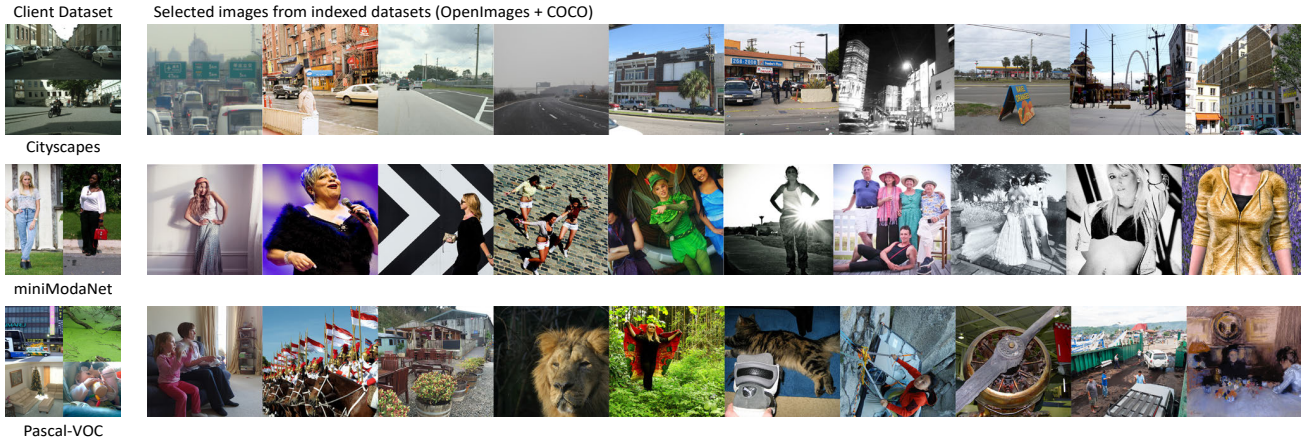 Client Dataset
Selected images from indexed datasets (OpenImages + COCO)
Cityscapes
miniModaNet
Pascal-VOC